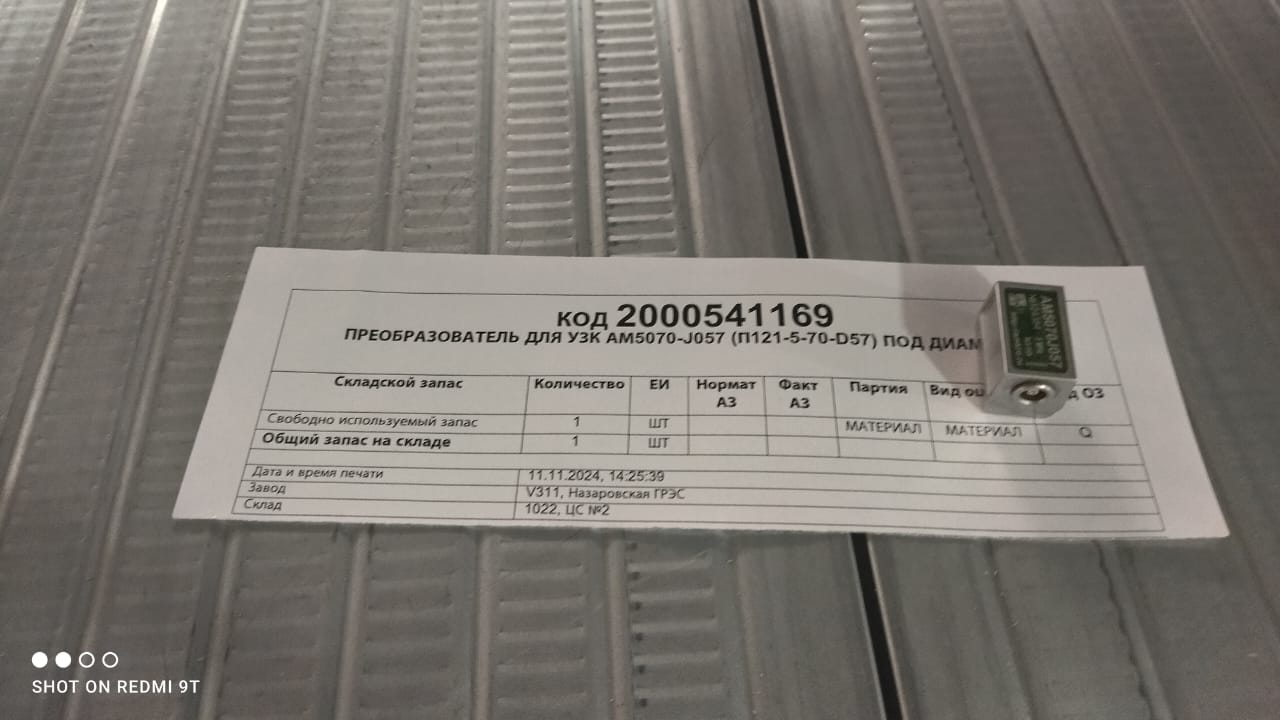 код 2000541169
ПРЕОБРАЗОВАТЕЛЬ ДЛЯ УЗК AM5070-J057 (П121-5-70-D57) ПОД ДИАМ
Складской запас Количество ЕИ Нормат АЗ Факт АЗ Партия Вид ОЗ
Свободно используемый запас 1 ШТ МАТЕРИАЛ МАТЕРИАЛ Q
Общий запас на складе 1 ШТ
Дата и время печати 11.11.2024, 14:25:39
Завод V311, Назаровская ГРЭС
Склад 1022, ЦС №2
AM5070J057
SHOT ON REDMI 9T